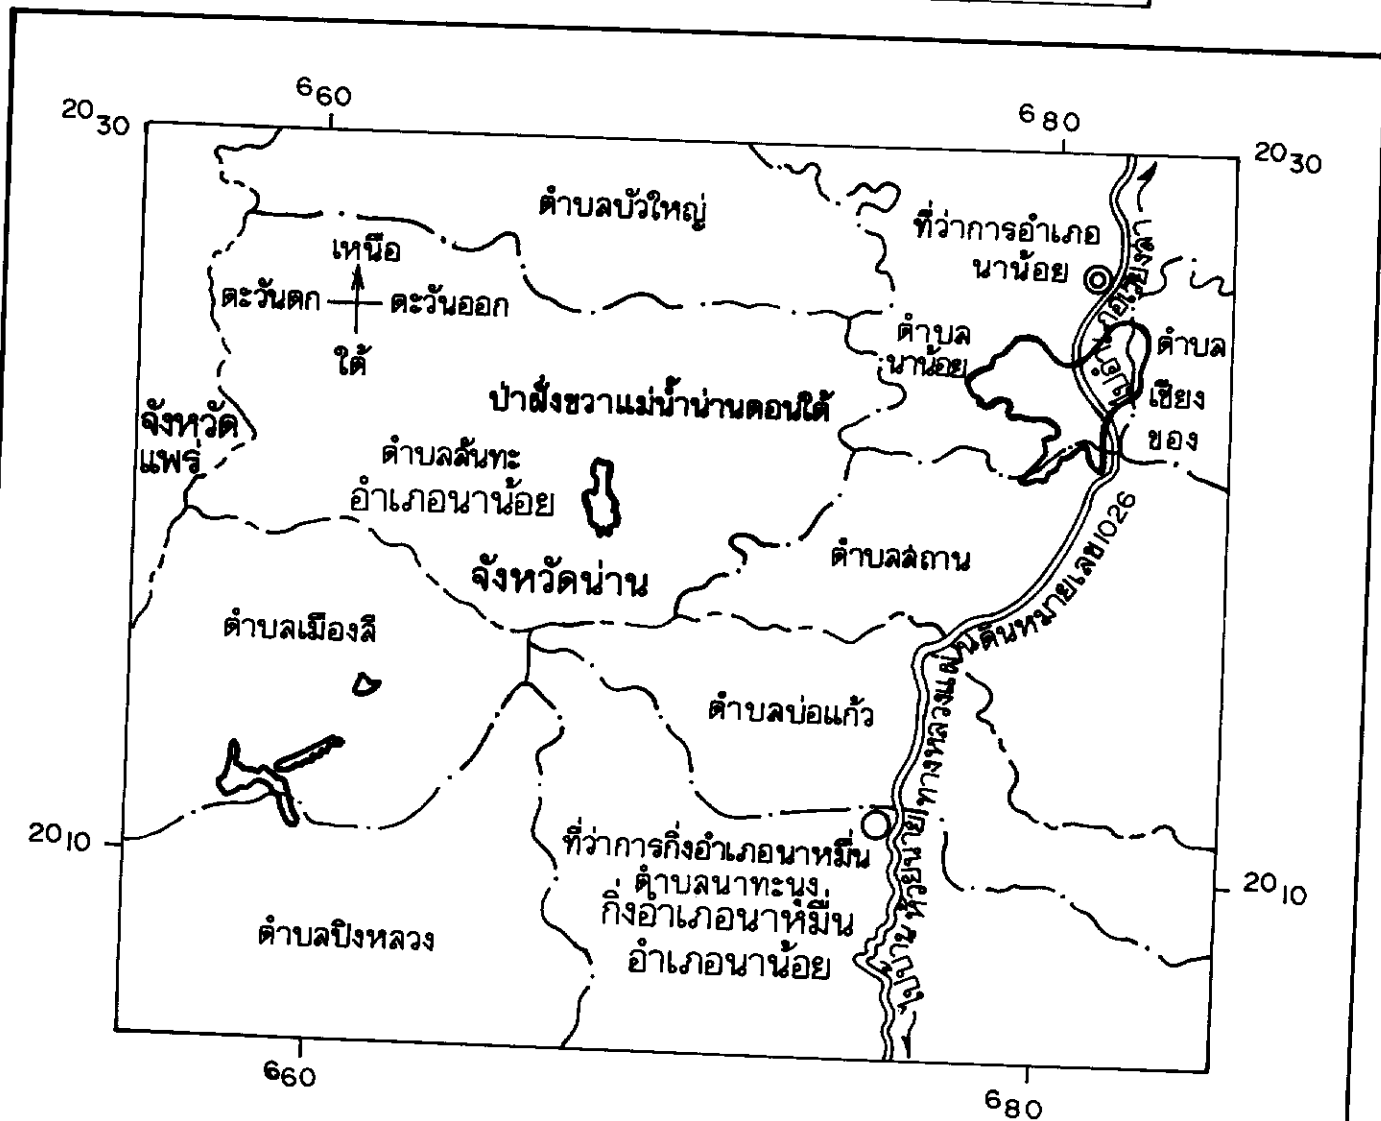 660
680
2030
2030
ตำบลบัวใหญ่
ที่ว่าการอำเภอ
นาน้อย
เหนือ
ตะวันตก
ตะวันออก
ใต้
ตำบล
นาน้อย
ตำบล
เชียง
ของ
ป่าฝั่งขวาแม่น้ำน่านตอนใต้
จังหวัด
แพร่
ตำบลสันทะ
อำเภอนาน้อย
จังหวัดน่าน
ตำบลสถาน
ทางหลวงแผ่นดินหมายเลข 1026
ตำบลเมืองลี
ตำบลบ่อแก้ว
2010
2010
ที่ว่าการกิ่งอำเภอนาหมื่น
ตำบลนาทะนุง
กิ่งอำเภอนาหมื่น
อำเภอนาน้อย
ตำบลปิงหลวง
ไปบ้านห้วยนาย
660
680